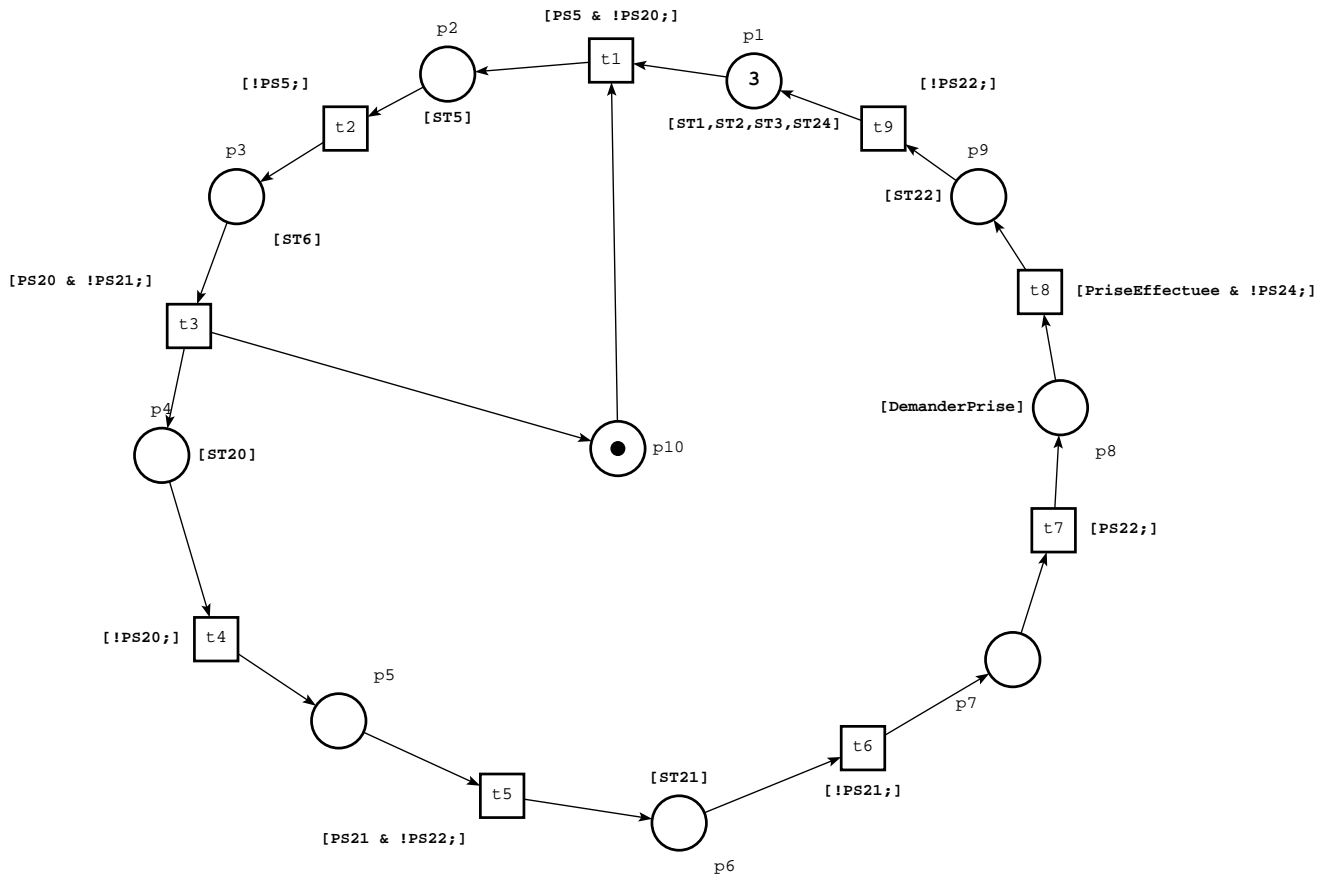 [PS5 & !PS20;]
p2
p1
t1
3
[!PS5;]
[!PS22;]
[ST5]
[ST1,ST2,ST3,ST24]
t2
t9
p3
p9
[ST22]
[ST6]
[PS20 & !PS21;]
t8
[PriseEffectuee & !PS24;]
t3
p4
[DemanderPrise]
p10
p8
[ST20]
t7
[PS22;]
[!PS20;]
t4
p5
p7
t6
[ST21]
[!PS21;]
t5
[PS21 & !PS22;]
p6